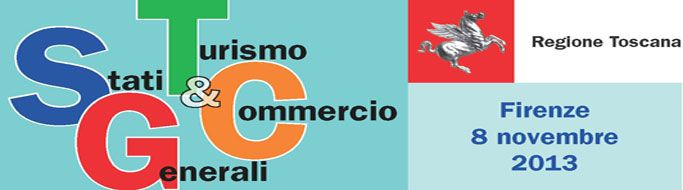 Stati
Generali
Turismo
&
Commercio
Regione Toscana
Firenze
8 novembre
2013